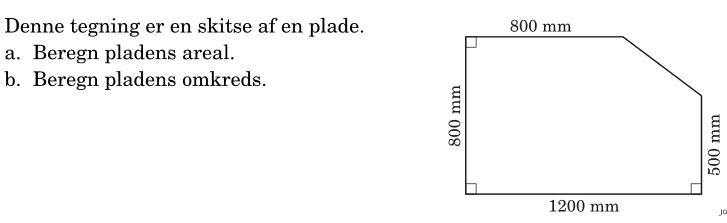 Denne tegning er en skitse af en plade.
a. Beregn pladens areal.
b. Beregn pladens omkreds.
800 mm
800 mm
500 mm
1200 mm
JO